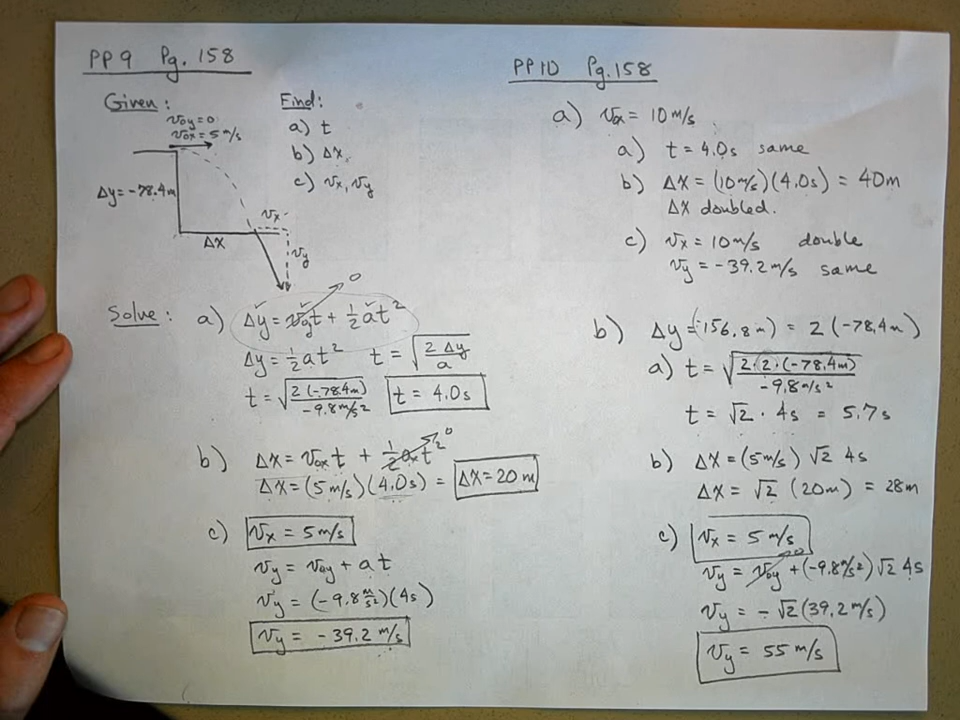 PP9 Pg. 158
Given:
v₀y = 0
v₀x = 5 m/s
Δy = -78.4m
Δx
vx
vy
Find:
a) t
b) Δx
c) vx, vy
Solve: a) Δy = v₀yt + ½at²
0
Δy = ½at² t = √(2Δy/a)
t = √(2(-78.4m)/-9.8m/s²) t = 4.0s
b) Δx = v₀xt + ½axt² 0
Δx = (5m/s)(4.0s) = Δx = 20m
c) vx = 5m/s
vy = v₀y + at
vy = (-9.8 m/s²)(4s)
vy = -39.2 m/s
PP10 Pg. 158
a) v₀x = 10m/s
a) t = 4.0s same
b) Δx = (10m/s)(4.0s) = 40m
Δx doubled.
c) vx = 10m/s double
vy = -39.2m/s same
b) Δy = (-156.8m) = 2(-78.4m)
a) t = √(2·2·(-78.4m)/-9.8m/s²)
t = √2 · 4s = 5.7s
b) Δx = (5m/s) √2 4s
Δx = √2 (20m) = 28m
c) vx = 5m/s
vy = v₀y 0 + (-9.8m/s²)√2 4s
vy = -√2(39.2m/s)
vy = 55 m/s